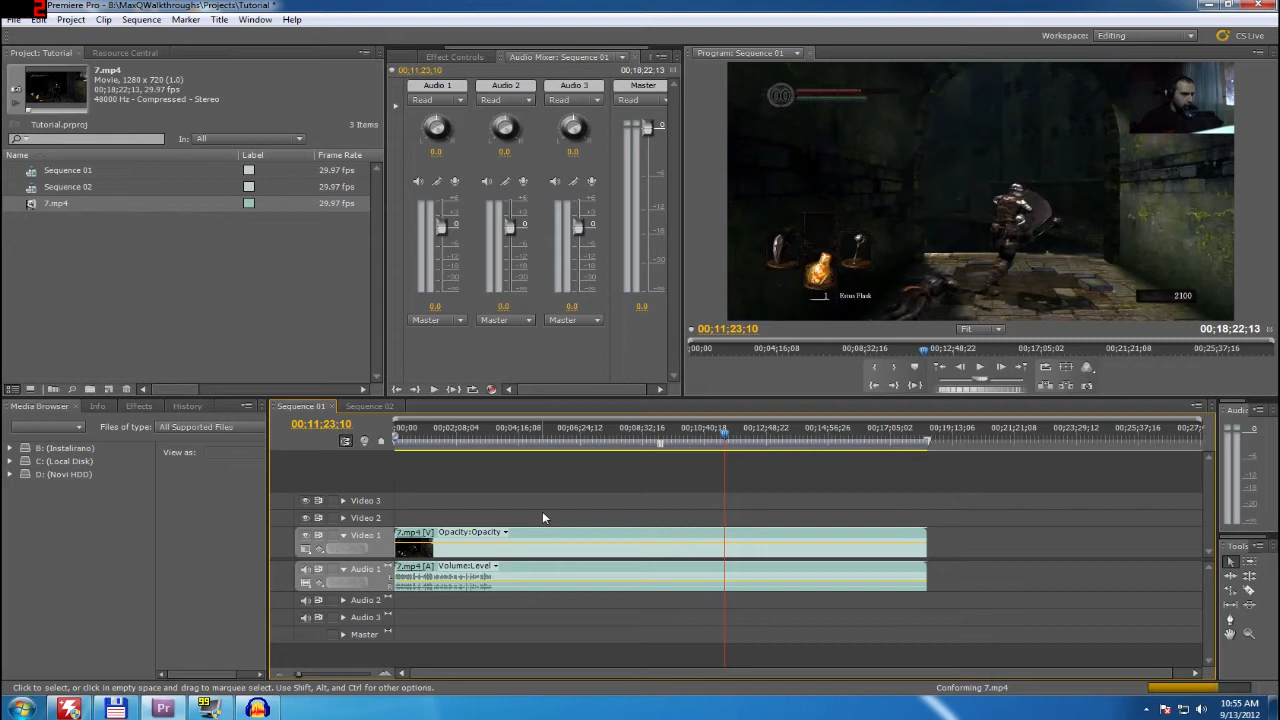 2
Premiere Pro - B:\MaxQWalkthroughs\Projects\Tutorial *
File Edit Project Clip Sequence Marker Title Window Help
Workspace: Editing CS Live
Project: Tutorial Resource Central
7.mp4
Movie, 1280 x 720 (1.0)
00;18;22;13, 29.97 fps
48000 Hz - Compressed - Stereo
Tutorial.prproj 3 Items
In: All
Name Label Frame Rate
Sequence 01 29.97 fps
Sequence 02 29.97 fps
7.mp4 29.97 fps
Effect Controls Audio Mixer: Sequence 01
00;11;23;10 00;18;22;13
Audio 1 Audio 2 Audio 3 Master
Read Read Read Read
L R L R L R
0.0 0.0 0.0
0.0 0.0 0.0 0.0
Master Master Master
Program: Sequence 01
00
1 Estus Flask 2100
00;11;23;10 Fit 00;18;22;13
;00;00 00;04;16;08 00;08;32;16 00;12;48;22 00;17;05;02 00;21;21;08 00;25;37;16
Media Browser Info Effects History
Files of type: All Supported Files
B: (Instalirano) View as:
C: (Local Disk)
D: (Novi HDD)
Sequence 01 Sequence 02
00;11;23;10
;00;00 00;02;08;04 00;04;16;08 00;06;24;12 00;08;32;16 00;10;40;18 00;12;48;22 00;14;56;26 00;17;05;02 00;19;13;06 00;21;21;08 00;23;29;12 00;25;37;16 00;27;
Video 3
Video 2
Video 1 7.mp4 [V] Opacity:Opacity
Audio 1 7.mp4 [A] Volume:Level
Audio 2
Audio 3
Master
Audio
Tools
Click to select, or click in empty space and drag to marquee select. Use Shift, Alt, and Ctrl for other options. Conforming 7.mp4
99
Pr
10:55 AM
9/13/2012